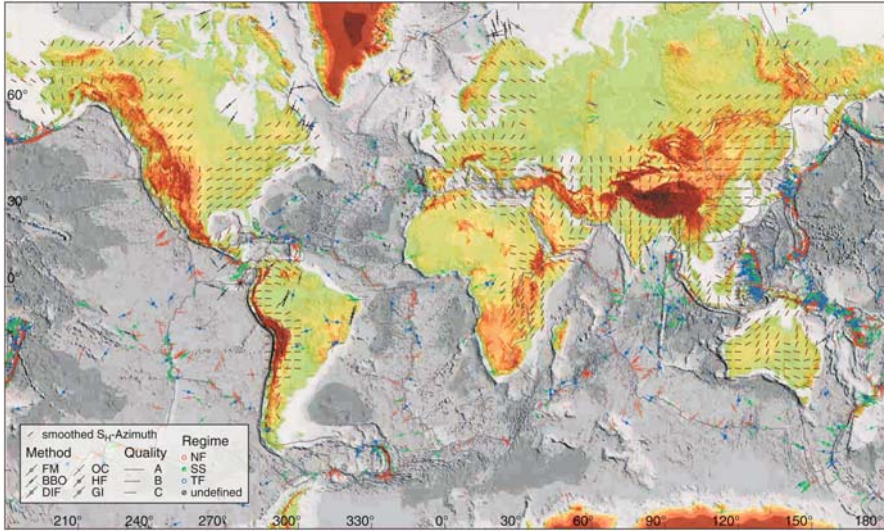 60°
30°
0°
smoothed SH-Azimuth
Method Quality Regime
FM OC A NF
BBO HF B SS
DIF GI C TF
undefined
210° 240° 270° 300° 330° 0° 30° 60° 90° 120° 150° 180°